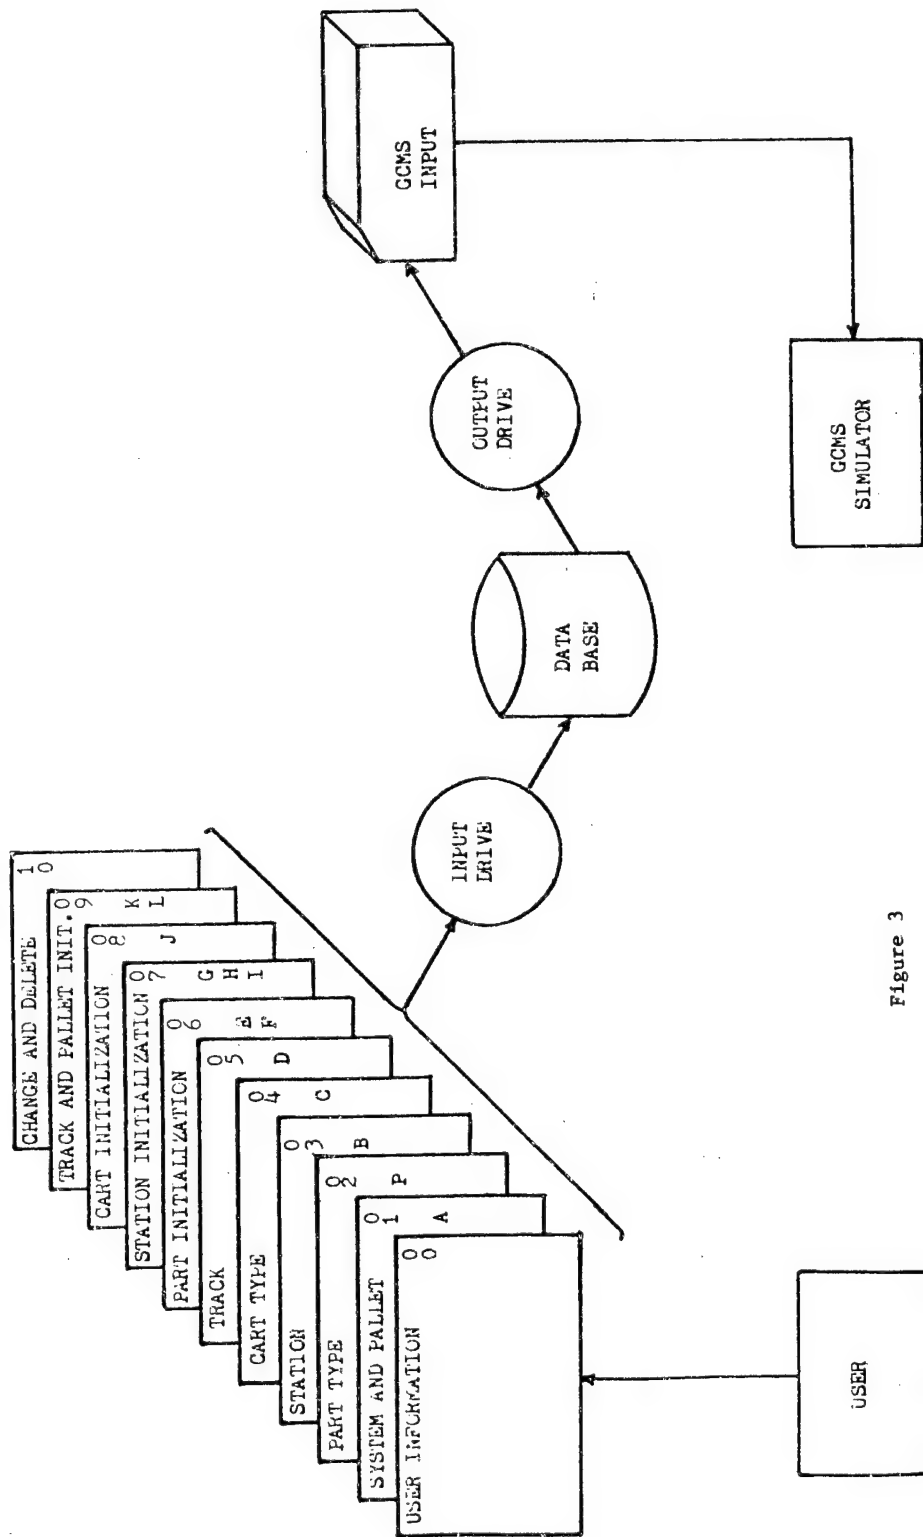 CHANGE AND DELETE
1
0
TRACK AND PALLET INIT.
0
9
K
L
CART INITIALIZATION
0
8
J
STATION INITIALIZATION
0
7
G
H
I
PART INITIALIZATION
0
6
E
F
TRACK
0
5
D
CART TYPE
0
4
C
STATION
0
3
B
PART TYPE
0
2
P
SYSTEM AND PALLET
0
1
A
USER INFORMATION
0
0
USER
INPUT
DRIVE
DATA
BASE
OUTPUT
DRIVE
GCMS
INPUT
GCMS
SIMULATOR
Figure 3